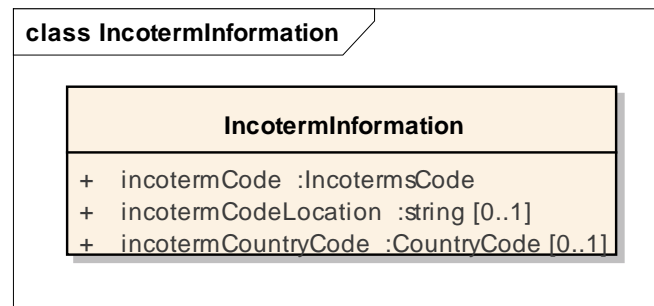 class IncotermInformation
IncotermInformation
+ incotermCode :IncotermsCode
+ incotermCodeLocation :string [0..1]
+ incotermCountryCode :CountryCode [0..1]